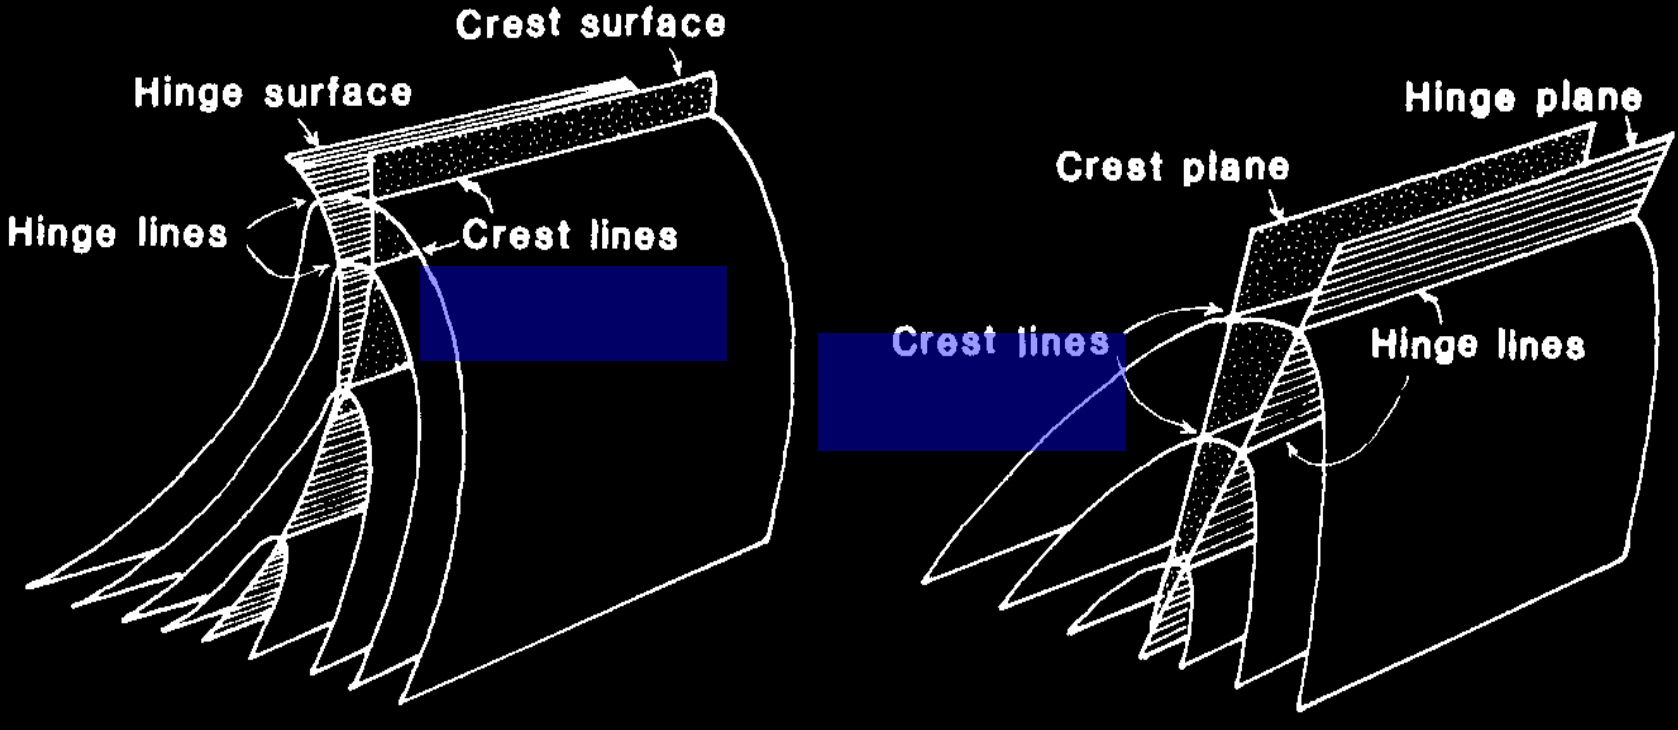 Crest surface
Hinge surface
Hinge lines
Crest lines
Hinge plane
Crest plane
Crest lines
Hinge lines